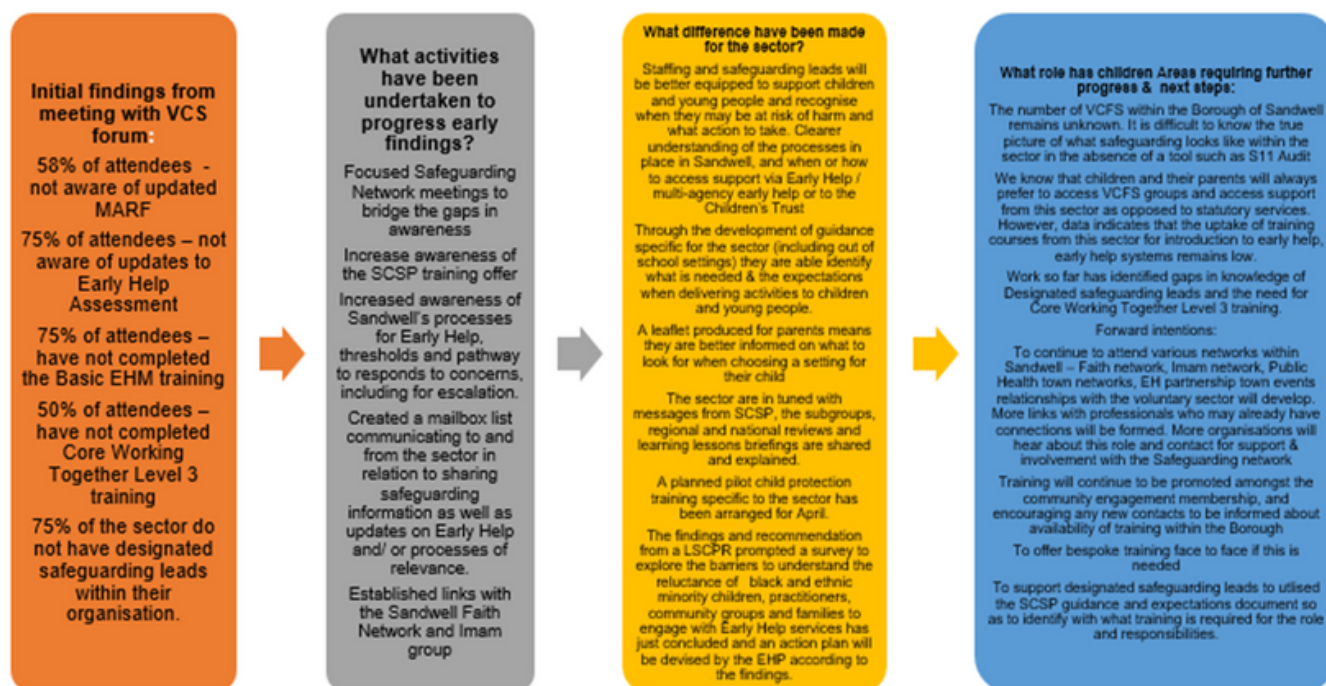 Initial findings from
meeting with VCS
forum:
58% of attendees -
not aware of updated
MARF
75% of attendees – not
aware of updates to
Early Help
Assessment
75% of attendees –
have not completed
the Basic EHM training
50% of attendees –
have not completed
Core Working
Together Level 3
training
75% of the sector do
not have designated
safeguarding leads
within their
organisation.
What activities
have been
undertaken to
progress early
findings?
Focused Safeguarding
Network meetings to
bridge the gaps in
awareness
Increase awareness of
the SCSP training offer
Increased awareness of
Sandwell's processes
for Early Help,
thresholds and pathway
to responds to concerns,
including for escalation.
Created a mailbox list
communicating to and
from the sector in
relation to sharing
safeguarding
information as well as
updates on Early Help
and/ or processes of
relevance.
Established links with
the Sandwell Faith
Network and Imam
group
What difference have been made
for the sector?
Staffing and safeguarding leads will
be better equipped to support children
and young people and recognise
when they may be at risk of harm and
what action to take. Clearer
understanding of the processes in
place in Sandwell, and when or how
to access support via Early Help /
multi-agency early help or to the
Children's Trust
Through the development of guidance
specific for the sector (including out of
school settings) they are able identify
what is needed & the expectations
when delivering activities to children
and young people.
A leaflet produced for parents means
they are better informed on what to
look for when choosing a setting for
their child
The sector are in tuned with
messages from SCSP, the subgroups,
regional and national reviews and
learning lessons briefings are shared
and explained.
A planned pilot child protection
training specific to the sector has
been arranged for April.
The findings and recommendation
from a LSCPR prompted a survey to
explore the barriers to understand the
reluctance of black and ethnic
minority children, practitioners,
community groups and families to
engage with Early Help services has
just concluded and an action plan will
be devised by the EHP according to
the findings.
What role has children Areas requiring further
progress & next steps:
The number of VCFS within the Borough of Sandwell
remains unknown. It is difficult to know the true
picture of what safeguarding looks like within the
sector in the absence of a tool such as S11 Audit
We know that children and their parents will always
prefer to access VCFS groups and access support
from this sector as opposed to statutory services.
However, data indicates that the uptake of training
courses from this sector for introduction to early help,
early help systems remains low.
Work so far has identified gaps in knowledge of
Designated safeguarding leads and the need for
Core Working Together Level 3 training.
Forward intentions:
To continue to attend various networks within
Sandwell – Faith network, Imam network, Public
Health town networks, EH partnership town events
relationships with the voluntary sector will develop.
More links with professionals who may already have
connections will be formed. More organisations will
hear about this role and contact for support &
involvement with the Safeguarding network
Training will continue to be promoted amongst the
community engagement membership, and
encouraging any new contacts to be informed about
availability of training within the Borough
To offer bespoke training face to face if this is
needed
To support designated safeguarding leads to utlised
the SCSP guidance and expectations document so
as to identify with what training is required for the role
and responsibilities.